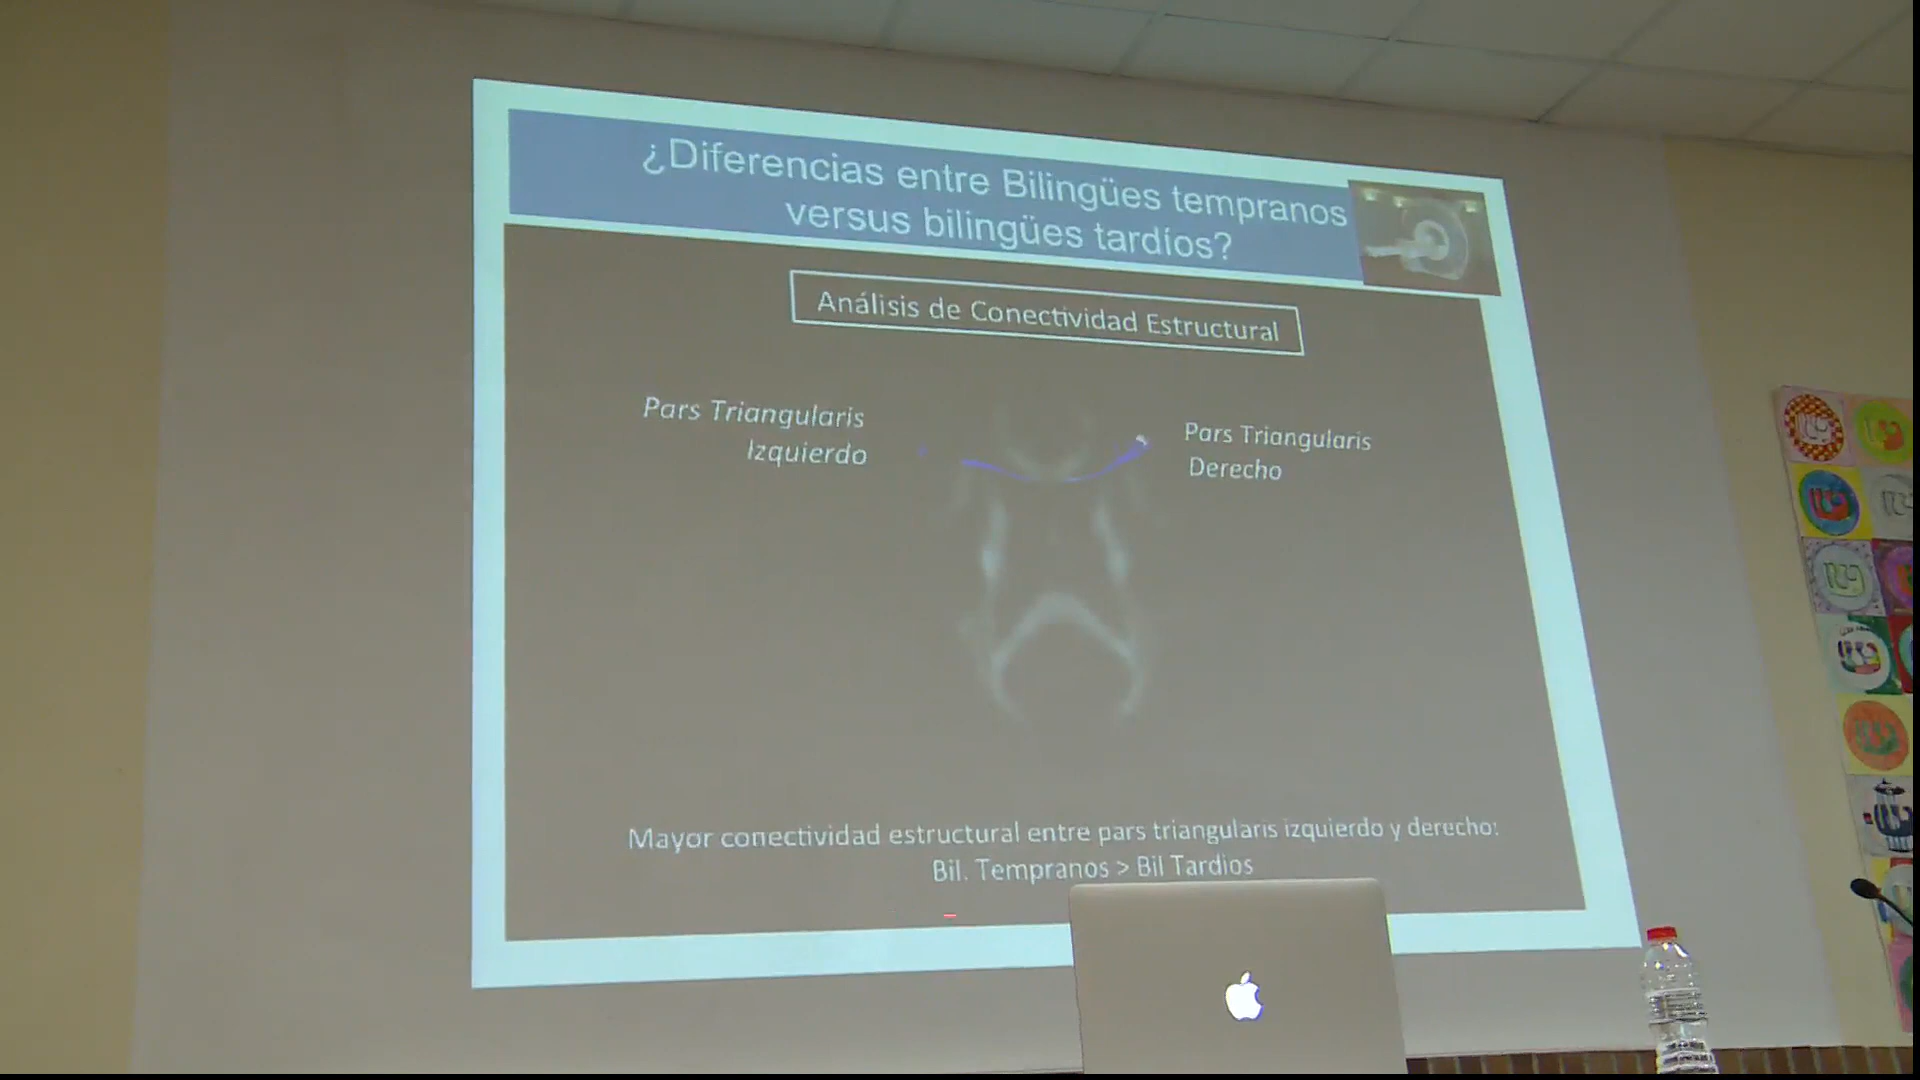 ¿Diferencias entre Bilingües tempranos
versus bilingües tardíos?
Análisis de Conectividad Estructural
Pars Triangularis
Izquierdo
Pars Triangularis
Derecho
Mayor conectividad estructural entre pars triangularis izquierdo y derecho:
Bil. Tempranos > Bil Tardios